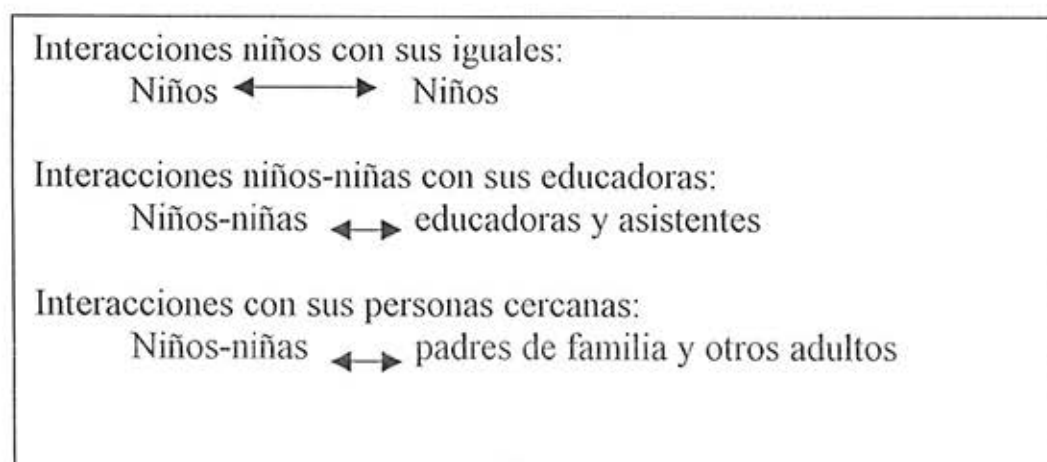 Interacciones niños con sus iguales:
Niños ↔ Niños
Interacciones niños-niñas con sus educadoras:
Niños-niñas ↔ educadoras y asistentes
Interacciones con sus personas cercanas:
Niños-niñas ↔ padres de familia y otros adultos